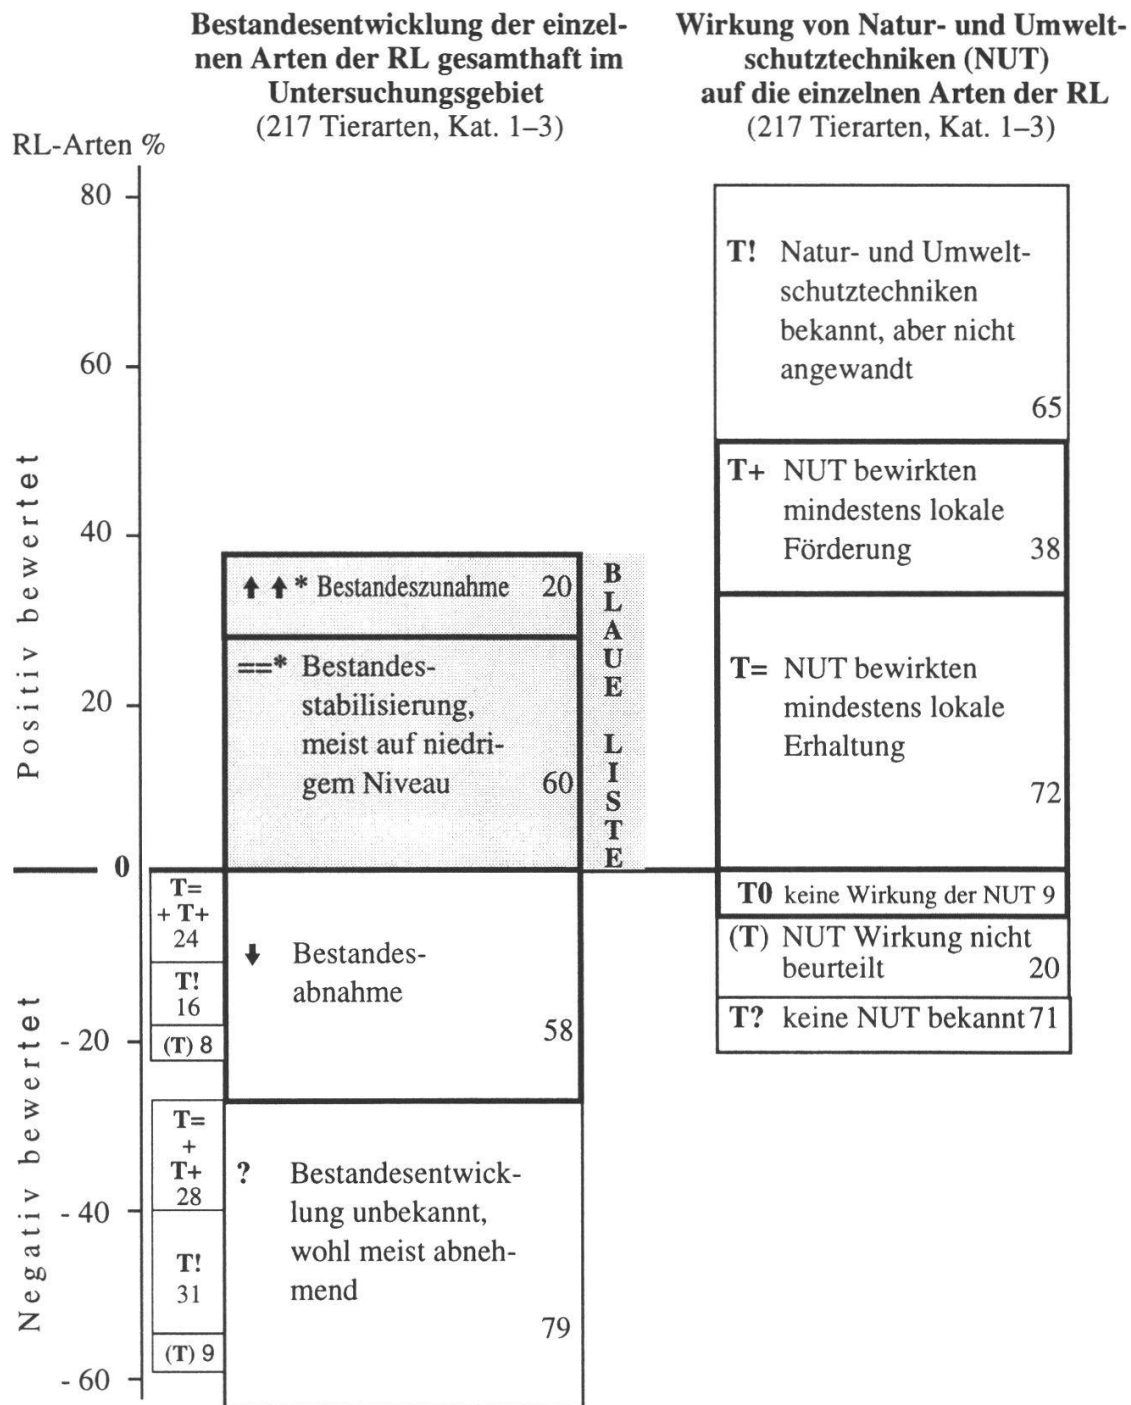 Bestandesentwicklung der einzel-
nen Arten der RL gesamthaft im
Untersuchungsgebiet
(217 Tierarten, Kat. 1–3)
Wirkung von Natur- und Umwelt-
schutztechniken (NUT)
auf die einzelnen Arten der RL
(217 Tierarten, Kat. 1–3)
RL-Arten %
80
60
40
20
0
- 20
- 40
- 60
Positiv bewertet
Negativ bewertet
↑ ↑ * Bestandeszunahme 20
==* Bestandes-
stabilisierung,
meist auf niedri-
gem Niveau 60
BLAUE LISTE
↓ Bestandes-
abnahme
58
? Bestandesentwick-
lung unbekannt,
wohl meist abneh-
mend
79
T=
+ T+
24
T!
16
(T) 8
T=
+
T+
28
T!
31
(T) 9
T! Natur- und Umwelt-
schutztechniken
bekannt, aber nicht
angewandt
65
T+ NUT bewirkten
mindestens lokale
Förderung 38
T= NUT bewirkten
mindestens lokale
Erhaltung
72
T0 keine Wirkung der NUT 9
(T) NUT Wirkung nicht
beurteilt 20
T? keine NUT bekannt 71